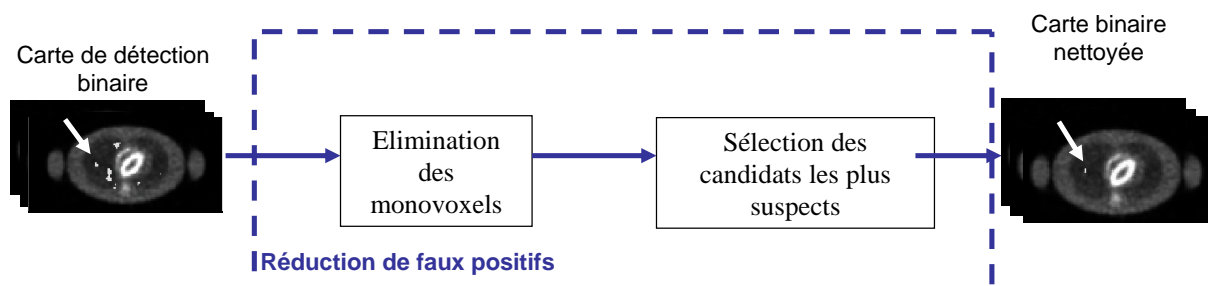 Carte de détection
binaire
Elimination
des
monovoxels
Sélection des
candidats les plus
suspects
Carte binaire
nettoyée
Réduction de faux positifs